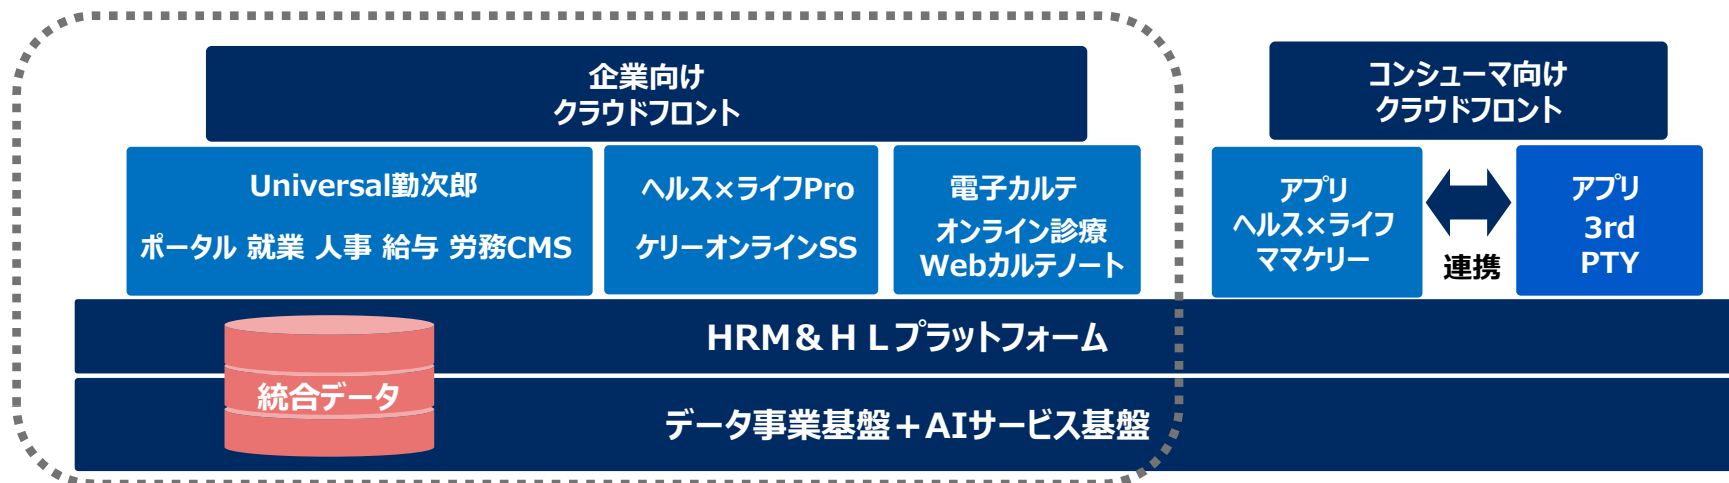 企業向け
クラウドフロント
コンシューマ向け
クラウドフロント
Universal勤次郎
ポータル 就業 人事 給与 労務CMS
ヘルス×ライフPro
ケリーオンラインSS
電子カルテ
オンライン診療
Webカルテノート
アプリ
ヘルス×ライフ
ママケリー
連携
アプリ
3rd
PTY
HRM＆ＨＬプラットフォーム
統合データ
データ事業基盤＋AIサービス基盤